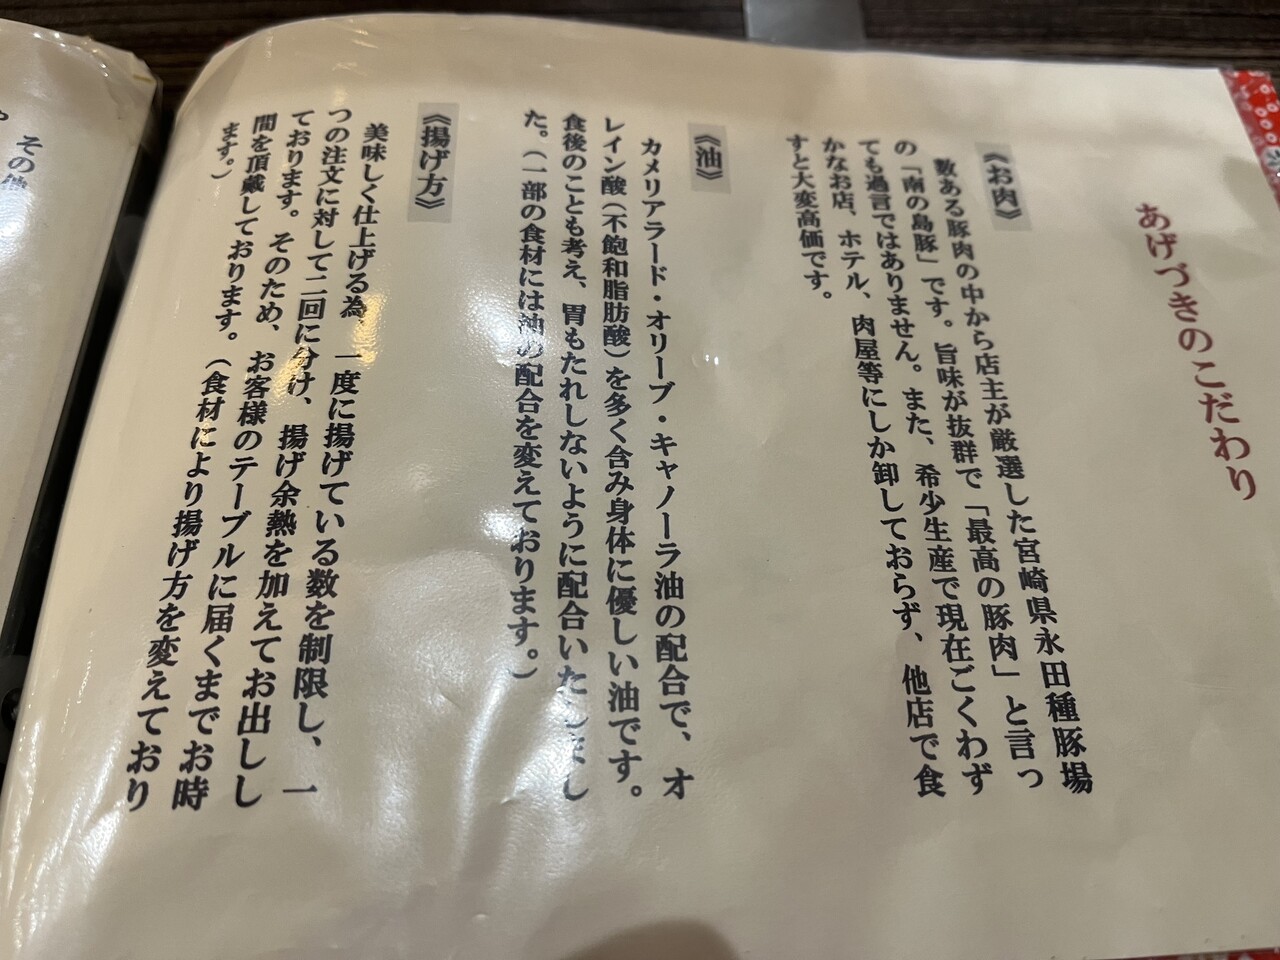 あげづきのこだわり
《お肉》
数ある豚肉の中から店主が厳選した宮崎県永田種豚場
の「南の島豚」です。旨味が抜群で「最高の豚肉」と言っ
ても過言ではありません。また、希少生産で現在ごくわず
かなお店、ホテル、肉屋等にしか卸しておらず、他店で食
すと大変高価です。
《油》
カメリアラード・オリーブ・キャノーラ油の配合で、オ
レイン酸(不飽和脂肪酸)を多く含み身体に優しい油です。
食後のことも考え、胃もたれしないように配合いたしまし
た。(一部の食材には油の配合を変えております。)
《揚げ方》
美味しく仕上げる為、一度に揚げている数を制限し、一
つの注文に対して二回に分け、揚げ余熱を加えてお出しし
ております。そのため、お客様のテーブルに届くまでお時
間を頂戴しております。(食材により揚げ方を変えており
ます。)
その他